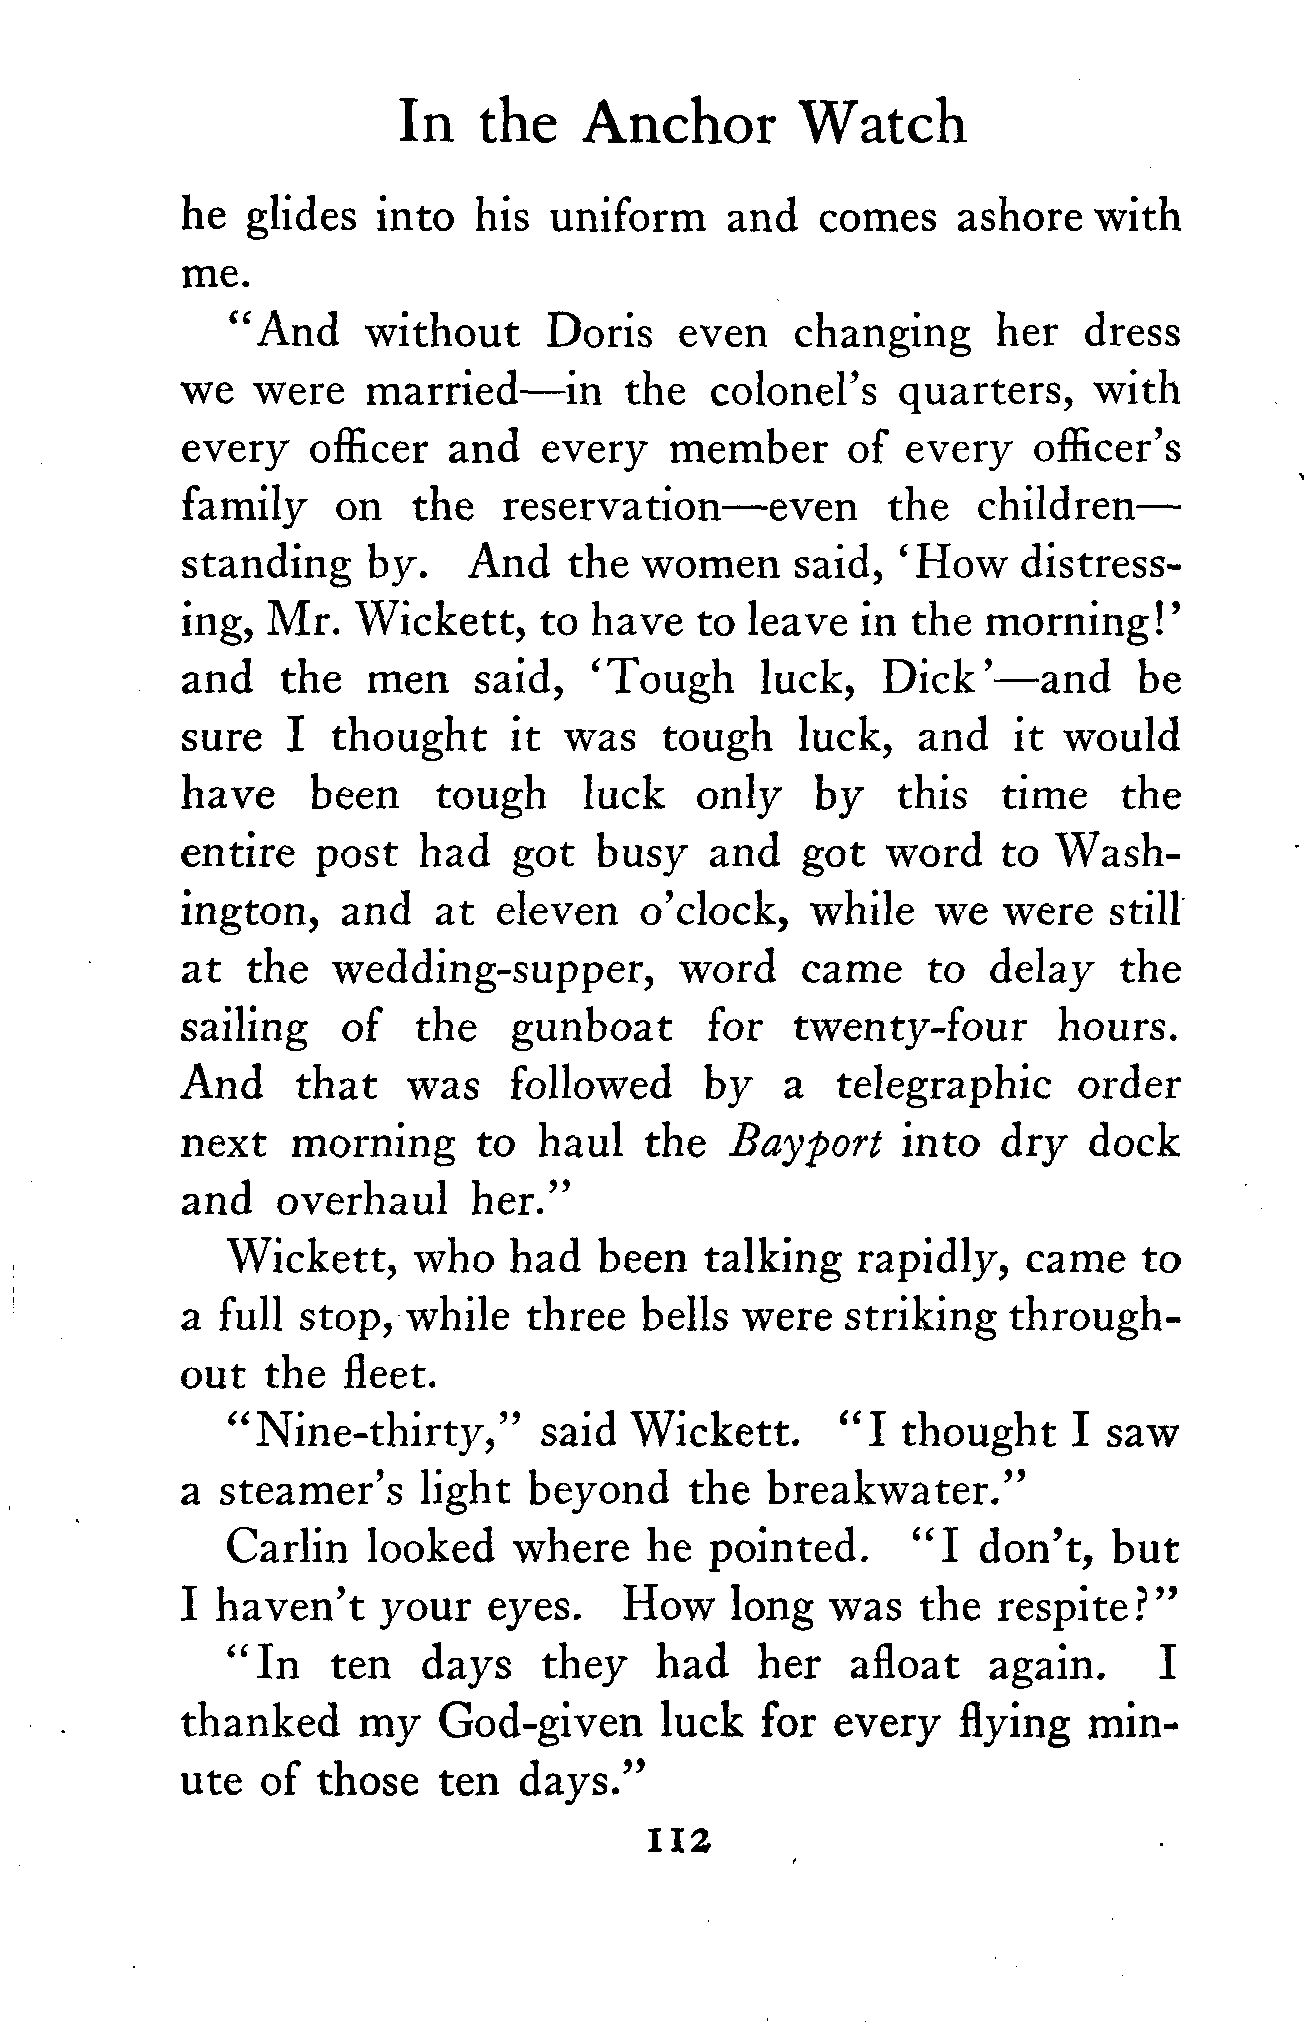 In the Anchor Watch
he glides into his uniform and comes ashore with
me.
“And without Doris even changing her dress
we were married—in the colonel’s quarters, with
every officer and every member of every officer’s
family on the reservation—even the children—
standing by. And the women said, ‘How distress-
ing, Mr. Wickett, to have to leave in the morning!’
and the men said, ‘Tough luck, Dick’—and be
sure I thought it was tough luck, and it would
have been tough luck only by this time the
entire post had got busy and got word to Wash-
ington, and at eleven o’clock, while we were still
at the wedding-supper, word came to delay the
sailing of the gunboat for twenty-four hours.
And that was followed by a telegraphic order
next morning to haul the Bayport into dry dock
and overhaul her.”
Wickett, who had been talking rapidly, came to
a full stop, while three bells were striking through-
out the fleet.
“Nine-thirty,” said Wickett. “I thought I saw
a steamer’s light beyond the breakwater.”
Carlin looked where he pointed. “I don’t, but
I haven’t your eyes. How long was the respite?”
“In ten days they had her afloat again. I
thanked my God-given luck for every flying min-
ute of those ten days.”
112